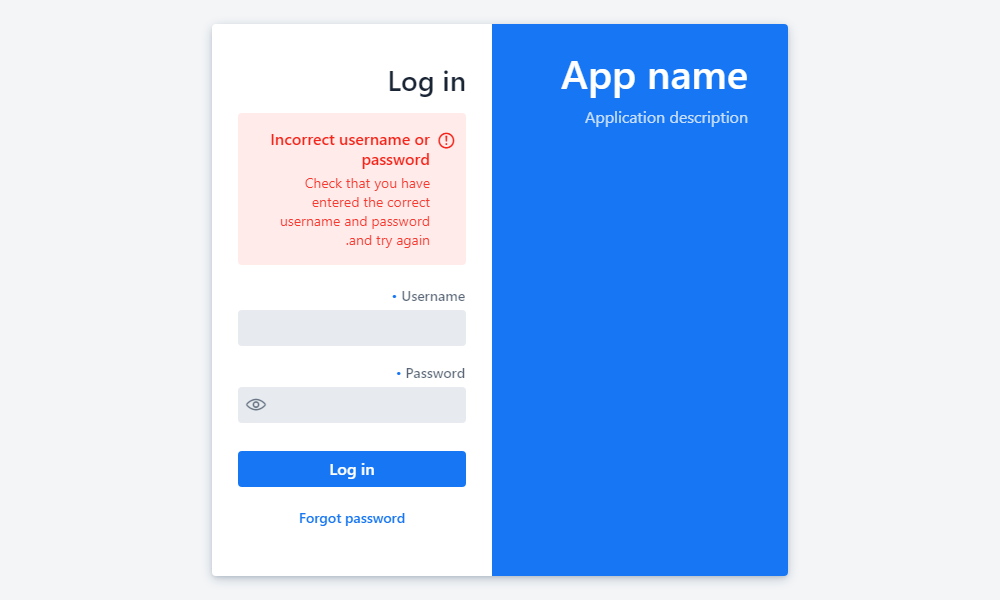 Log in
Incorrect username or
password
Check that you have
entered the correct
username and password
.and try again
• Username
• Password
Log in
Forgot password
App name
Application description